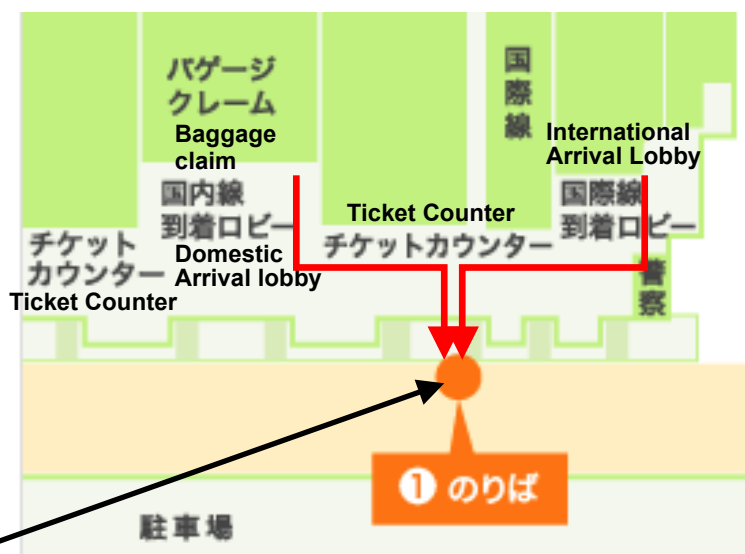 バゲージ
クレーム
Baggage
claim
国内線
到着ロビー
Domestic
Arrival lobby
チケット
カウンター
Ticket Counter
Ticket Counter
チケットカウンター
国際線
International
Arrival Lobby
国際線
到着ロビー
警察
① のりば
駐車場